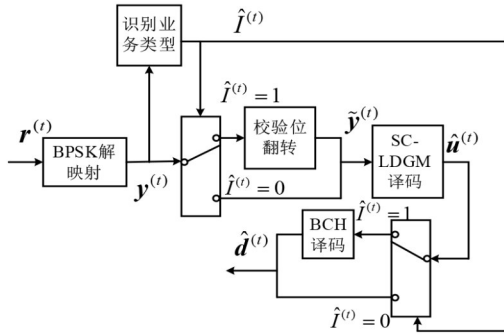 识别业
务类型
Î^{(t)}
r^{(t)}
BPSK解
映射
y^{(t)}
Î^{(t)}=1
校验位
翻转
Î^{(t)}=0
ỹ^{(t)}
SC-
LDGM
译码
û^{(t)}
Î^{(t)}=1
BCH
译码
d̂^{(t)}
Î^{(t)}=0